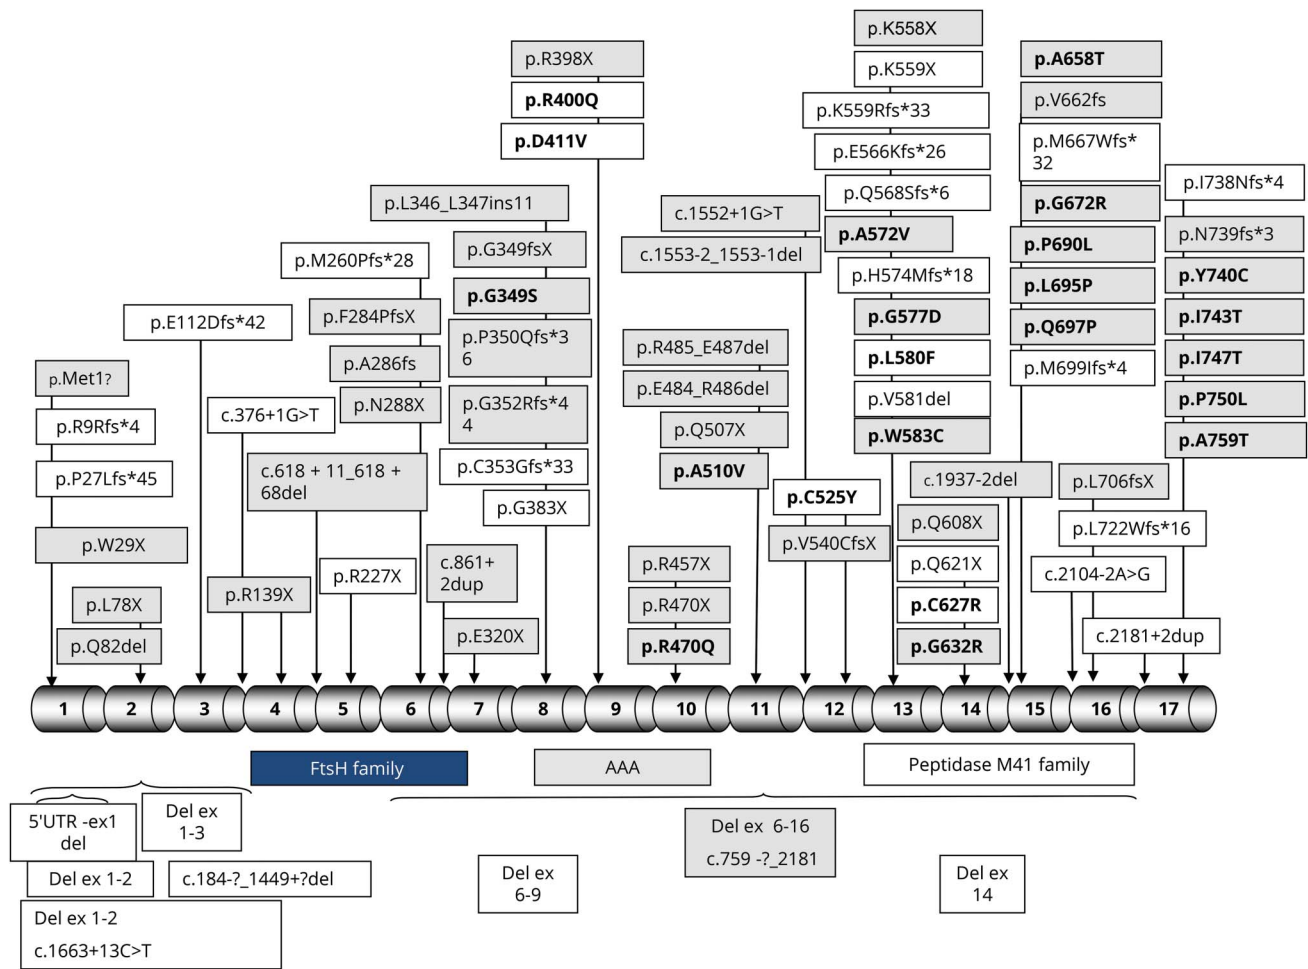 p.K558X
p.K559X
p.K559Rfs*33
p.E566Kfs*26
p.Q568Sfs*6
p.A572V
p.H574Mfs*18
p.G577D
p.L580F
p.V581del
p.W583C
p.R398X
p.R400Q
p.D411V
p.A658T
p.V662fs
p.M667Wfs*
32
p.G672R
p.P690L
p.L695P
p.Q697P
p.M699Ifs*4
p.I738Nfs*4
p.N739fs*3
p.Y740C
p.I743T
p.I747T
p.P750L
p.A759T
p.L346_L347ins11
p.G349fsX
p.G349S
p.P350Qfs*3
6
p.G352Rfs*4
4
p.C353Gfs*33
p.G383X
c.1552+1G>T
c.1553-2_1553-1del
p.M260Pfs*28
p.F284PfsX
p.A286fs
p.N288X
p.E112Dfs*42
p.R485_E487del
p.E484_R486del
p.Q507X
p.A510V
p.Met1?
p.R9Rfs*4
p.P27Lfs*45
p.W29X
c.376+1G>T
c.618 + 11_618 +
68del
c.1937-2del
p.L706fsX
p.L722Wfs*16
c.2104-2A>G
c.2181+2dup
p.C525Y
p.V540CfsX
p.Q608X
p.Q621X
p.C627R
p.G632R
p.L78X
p.Q82del
p.R139X
p.R227X
c.861+
2dup
p.E320X
p.R457X
p.R470X
p.R470Q
1 2 3 4 5 6 7 8 9 10 11 12 13 14 15 16 17
FtsH family
AAA
Peptidase M41 family
5'UTR -ex1
del
Del ex
1-3
Del ex 6-16
c.759 -?_2181
Del ex 1-2
c.184-?_1449+?del
Del ex
6-9
Del ex
14
Del ex 1-2
c.1663+13C>T